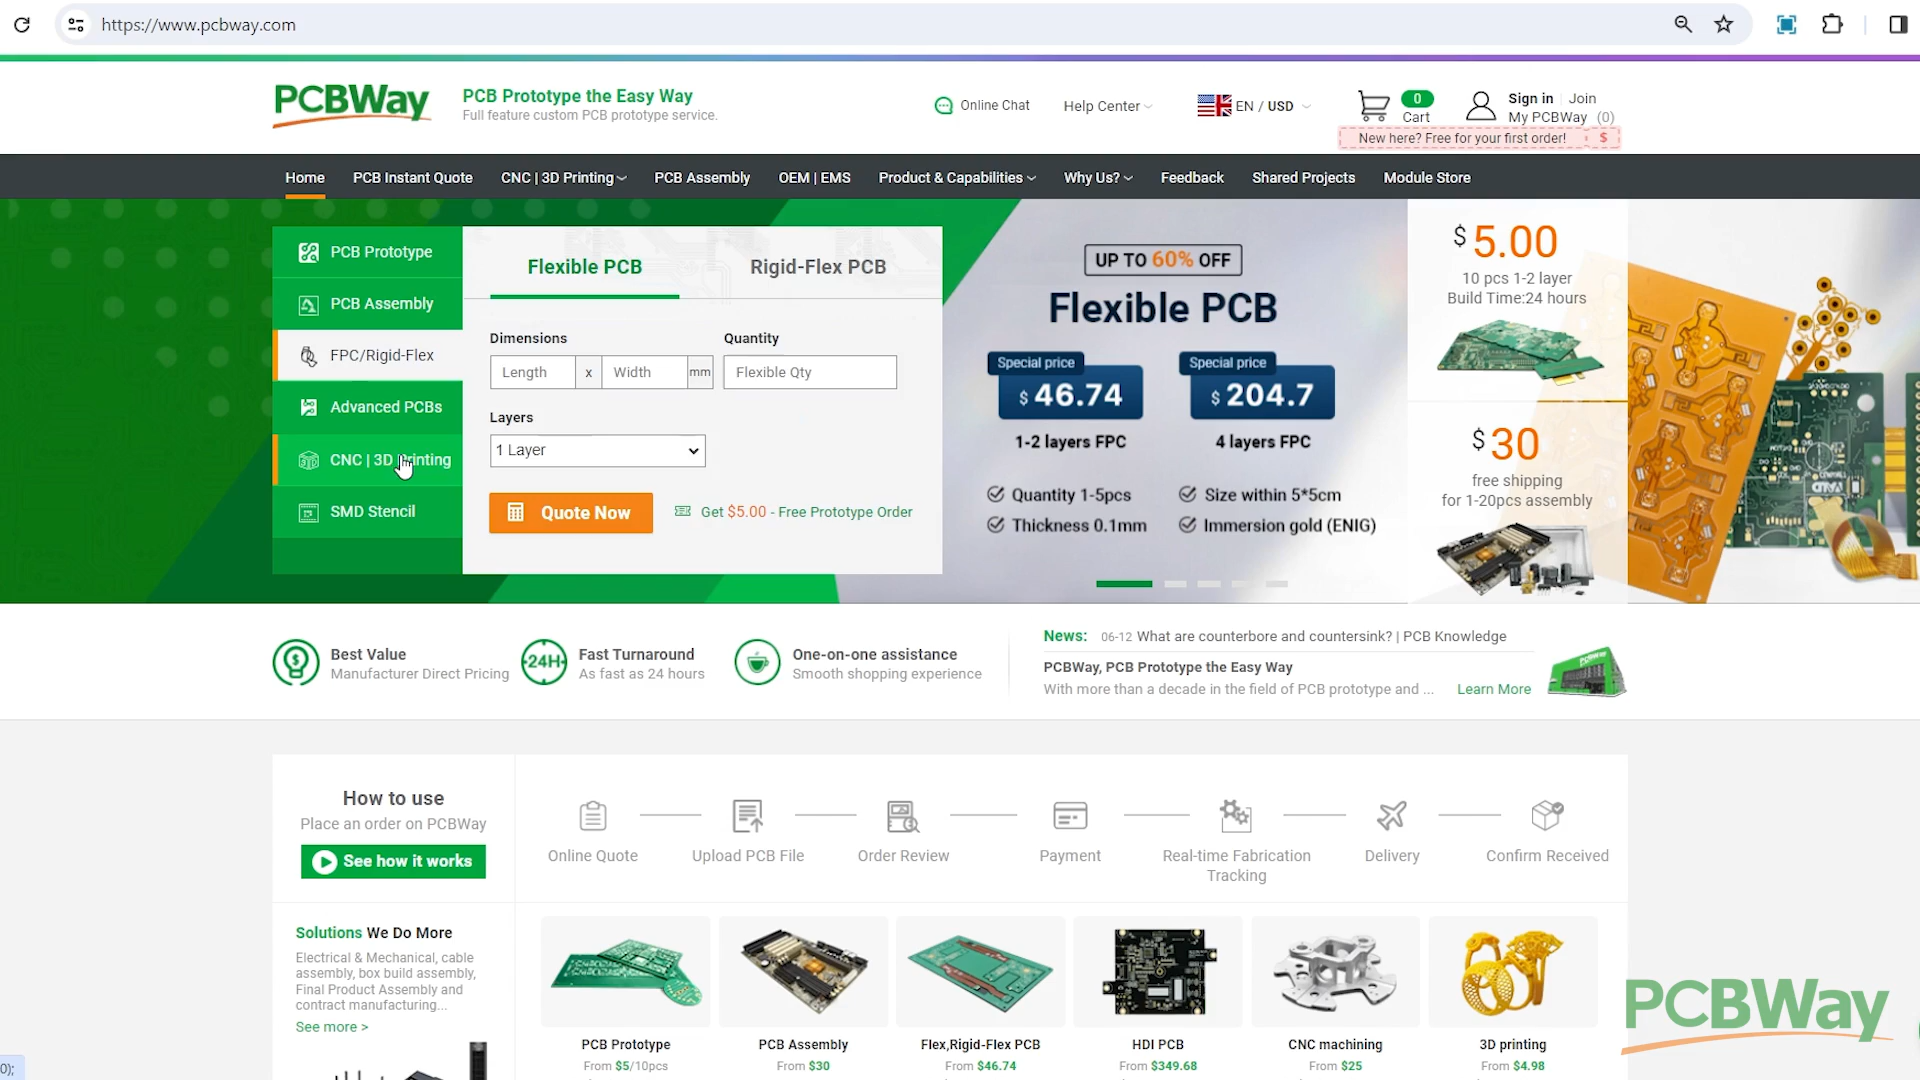 https://www.pcbway.com
PCBWay
PCB Prototype the Easy Way
Full feature custom PCB prototype service.
Online Chat
Help Center
EN / USD
0
Cart
Sign in
Join
My PCBWay (0)
New here? Free for your first order! $
Home
PCB Instant Quote
CNC | 3D Printing
PCB Assembly
OEM | EMS
Product & Capabilities
Why Us?
Feedback
Shared Projects
Module Store
PCB Prototype
PCB Assembly
FPC/Rigid-Flex
Advanced PCBs
CNC | 3D Printing
SMD Stencil
Flexible PCB
Rigid-Flex PCB
Dimensions
Quantity
Length
x
Width
mm
Flexible Qty
Layers
1 Layer
Quote Now
Get $5.00 - Free Prototype Order
UP TO 60% OFF
Flexible PCB
Special price
$ 46.74
1-2 layers FPC
Special price
$ 204.7
4 layers FPC
Quantity 1-5pcs
Size within 5*5cm
Thickness 0.1mm
Immersion gold (ENIG)
$ 5.00
10 pcs 1-2 layer
Build Time:24 hours
$ 30
free shipping
for 1-20pcs assembly
Best Value
Manufacturer Direct Pricing
24H
Fast Turnaround
As fast as 24 hours
One-on-one assistance
Smooth shopping experience
News:
06-12 What are counterbore and countersink? | PCB Knowledge
PCBWay, PCB Prototype the Easy Way
With more than a decade in the field of PCB prototype and ...
Learn More
PCBWay
How to use
Place an order on PCBWay
See how it works
Online Quote
Upload PCB File
Order Review
Payment
Real-time Fabrication
Tracking
Delivery
Confirm Received
Solutions We Do More
Electrical & Mechanical, cable
assembly, box build assembly,
Final Product Assembly and
contract manufacturing...
See more >
PCB Prototype
From $5/10pcs
PCB Assembly
From $30
Flex,Rigid-Flex PCB
From $46.74
HDI PCB
From $349.68
CNC machining
From $25
3D printing
From $4.98
PCBWay
0);